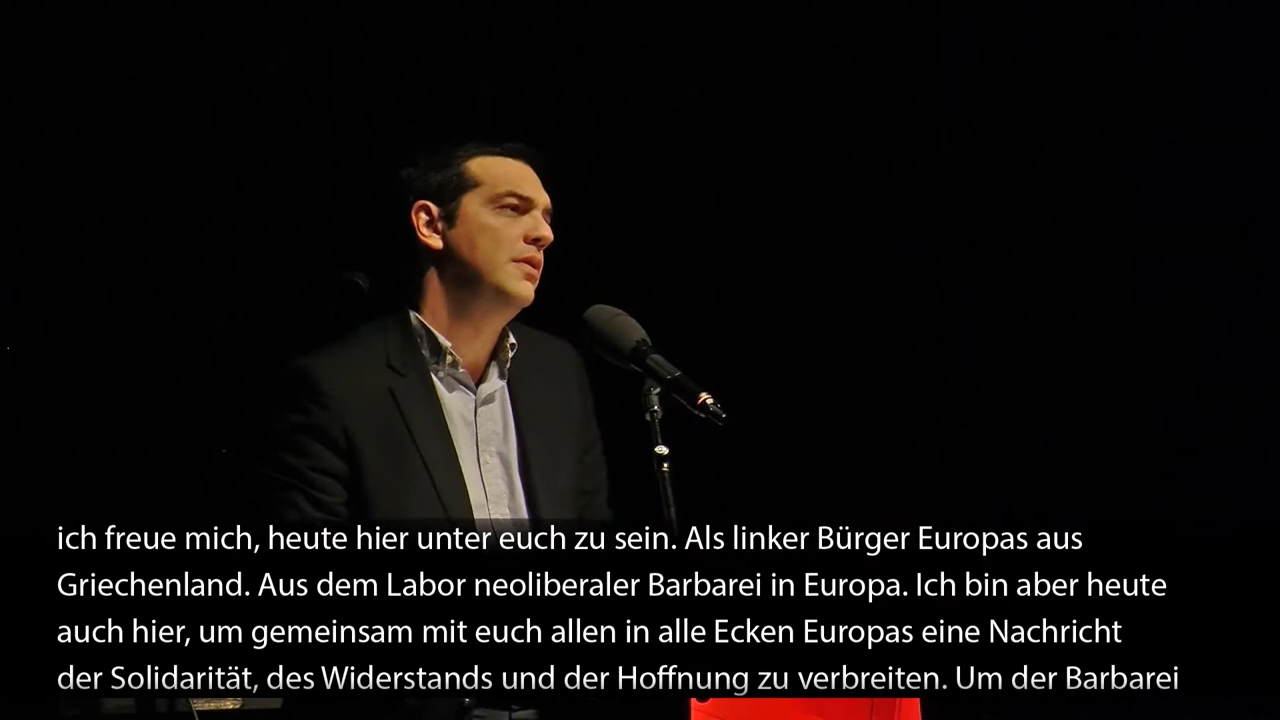 ich freue mich, heute hier unter euch zu sein. Als linker Bürger Europas aus
Griechenland. Aus dem Labor neoliberaler Barbarei in Europa. Ich bin aber heute
auch hier, um gemeinsam mit euch allen in alle Ecken Europas eine Nachricht
der Solidarität, des Widerstands und der Hoffnung zu verbreiten. Um der Barbarei